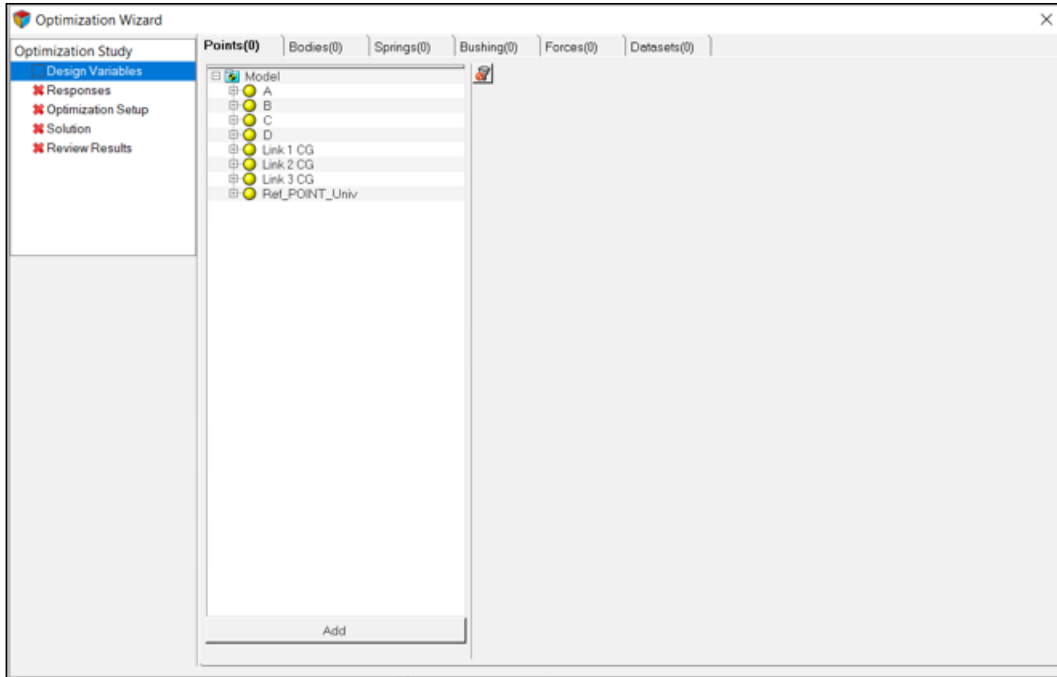 Optimization Wizard
Optimization Study
Design Variables
Responses
Optimization Setup
Solution
Review Results
Points(0) Bodies(0) Springs(0) Bushing(0) Forces(0) Datasets(0)
Model
A
B
C
D
Link 1 CG
Link 2 CG
Link 3 CG
Ref_POINT_Univ
Add